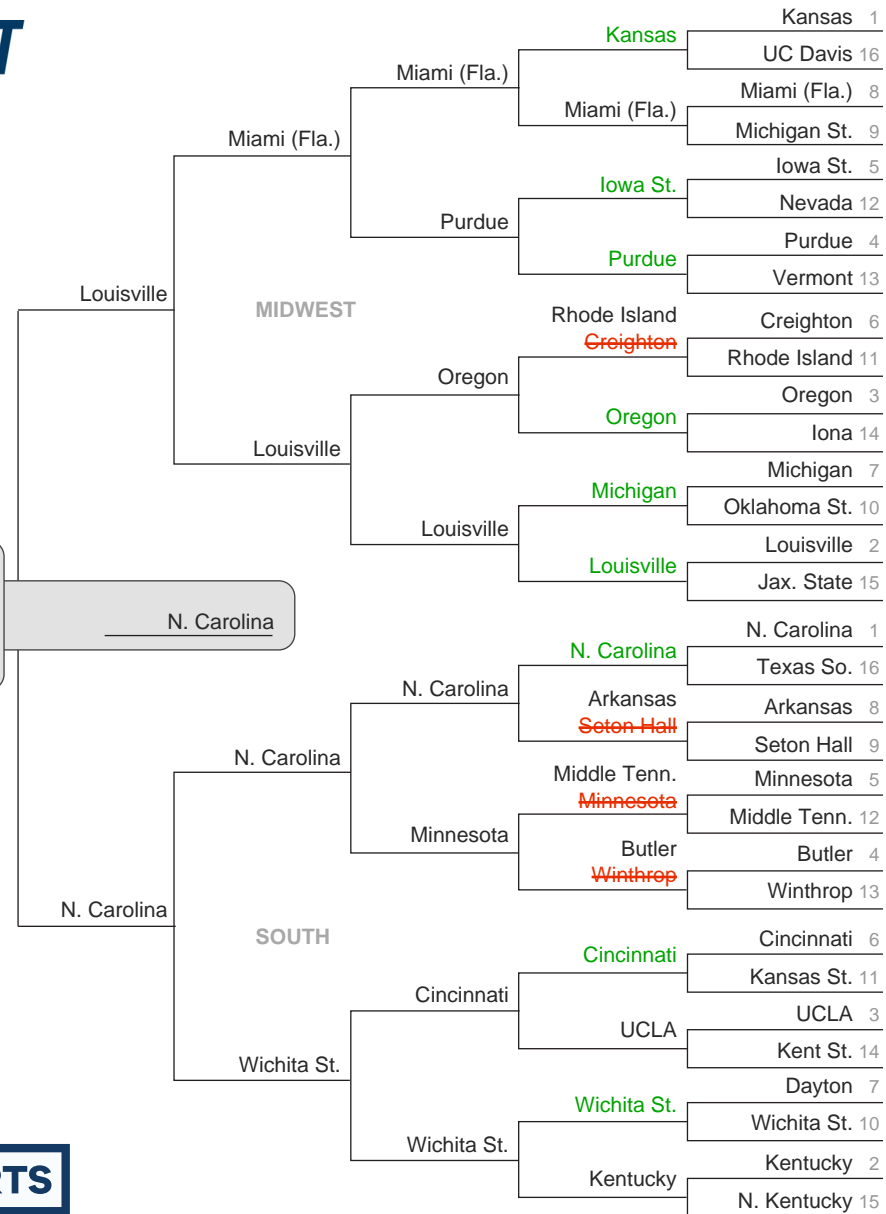 T
Kansas 1
Kansas
UC Davis 16
Miami (Fla.)
Miami (Fla.) 8
Miami (Fla.)
Michigan St. 9
Miami (Fla.)
Iowa St. 5
Iowa St.
Nevada 12
Purdue
Purdue 4
Purdue
Vermont 13
Louisville
MIDWEST
Rhode Island
Creighton
Creighton 6
Rhode Island 11
Oregon
Oregon 3
Oregon
Iona 14
Louisville
Michigan 7
Michigan
Oklahoma St. 10
Louisville
Louisville 2
Louisville
Jax. State 15
N. Carolina
N. Carolina 1
N. Carolina
Texas So. 16
N. Carolina
Arkansas
Seton Hall
Arkansas 8
Seton Hall 9
N. Carolina
Middle Tenn.
Minnesota
Minnesota 5
Middle Tenn. 12
Minnesota
Butler
Winthrop
Butler 4
Winthrop 13
N. Carolina
SOUTH
Cincinnati 6
Cincinnati
Kansas St. 11
Cincinnati
UCLA 3
UCLA
Kent St. 14
Wichita St.
Dayton 7
Wichita St.
Wichita St. 10
Wichita St.
Kentucky 2
Kentucky
N. Kentucky 15
RTS